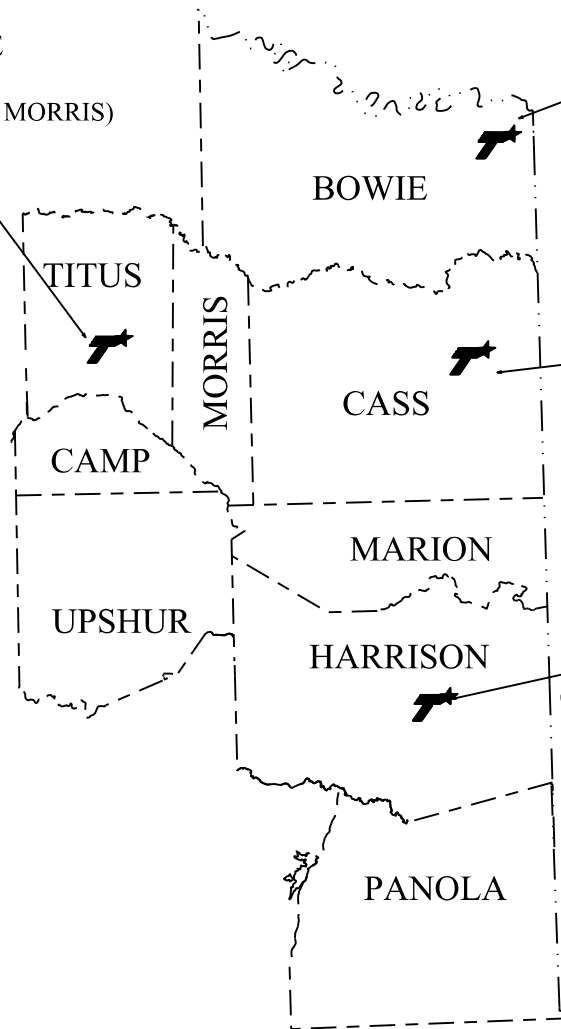 MORRIS)
BOWIE
TITUS
MORRIS
CASS
CAMP
MARION
UPSHUR
HARRISON
PANOLA